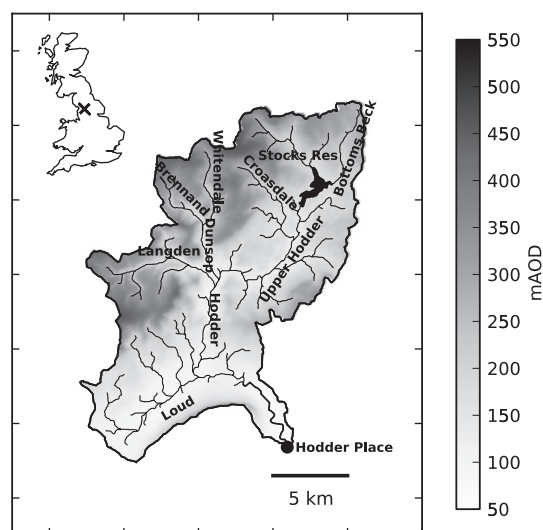 Whitendale
Stocks Res
Bottoms Beck
Brennand
Croasdale
Langden
Dunsop
Upper Hodder
Hodder
Loud
Hodder Place
5 km
550
500
450
400
350
300
250
200
150
100
50
mAOD